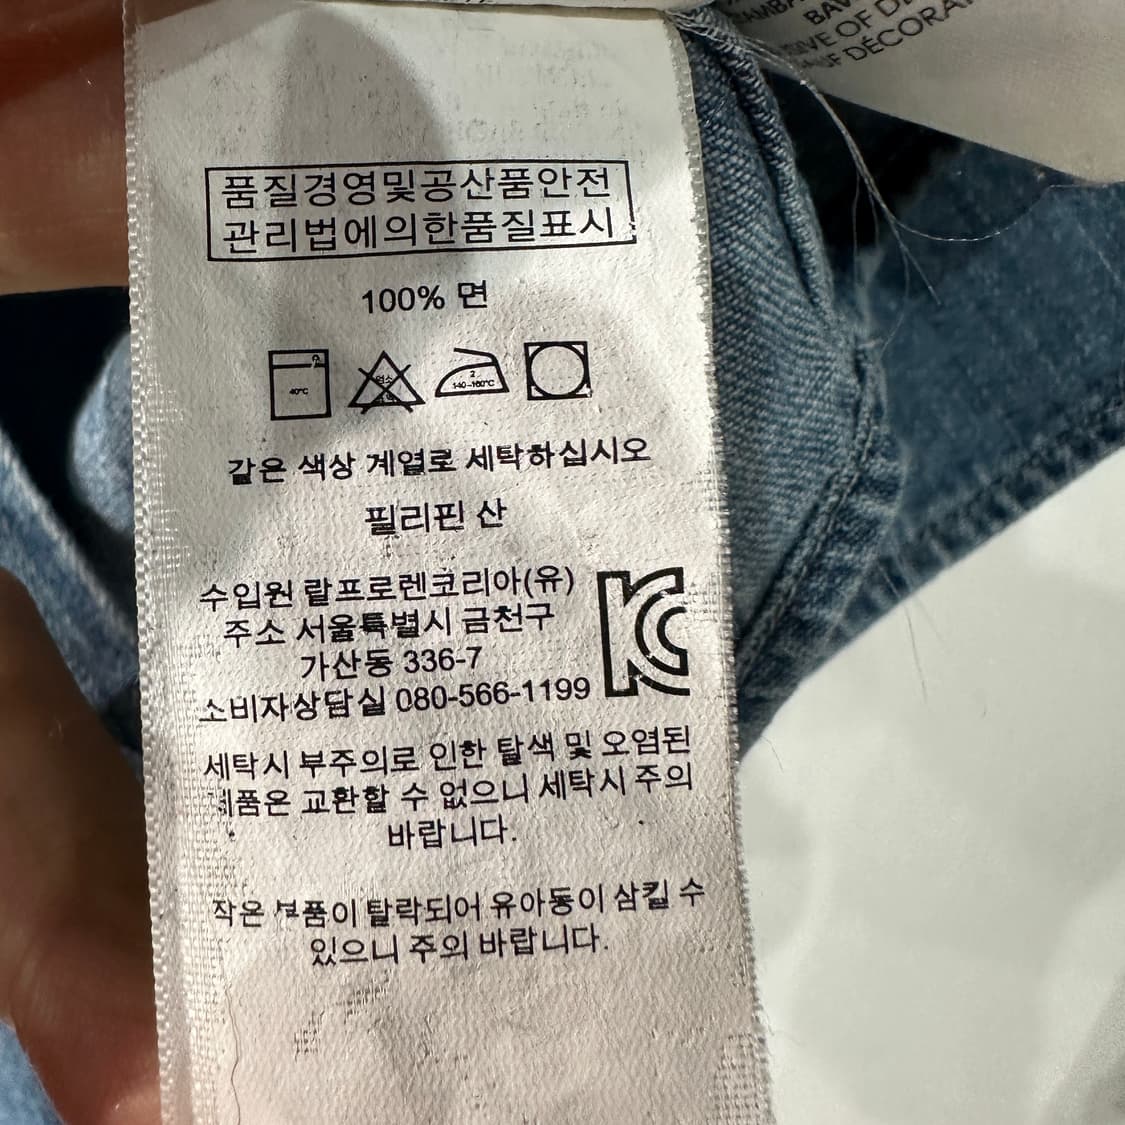 BAV
OF D
DÉCORA
품질경영및공산품안전
관리법에의한품질표시
100% 면
40°C
염소
2
140~160°C
같은 색상 계열로 세탁하십시오
필리핀 산
수입원 랄프로렌코리아(유)
주소 서울특별시 금천구
가산동 336-7
소비자상담실 080-566-1199
KC
세탁시 부주의로 인한 탈색 및 오염된
제품은 교환할 수 없으니 세탁시 주의
바랍니다.
작은 부품이 탈락되어 유아동이 삼킬 수
있으니 주의 바랍니다.